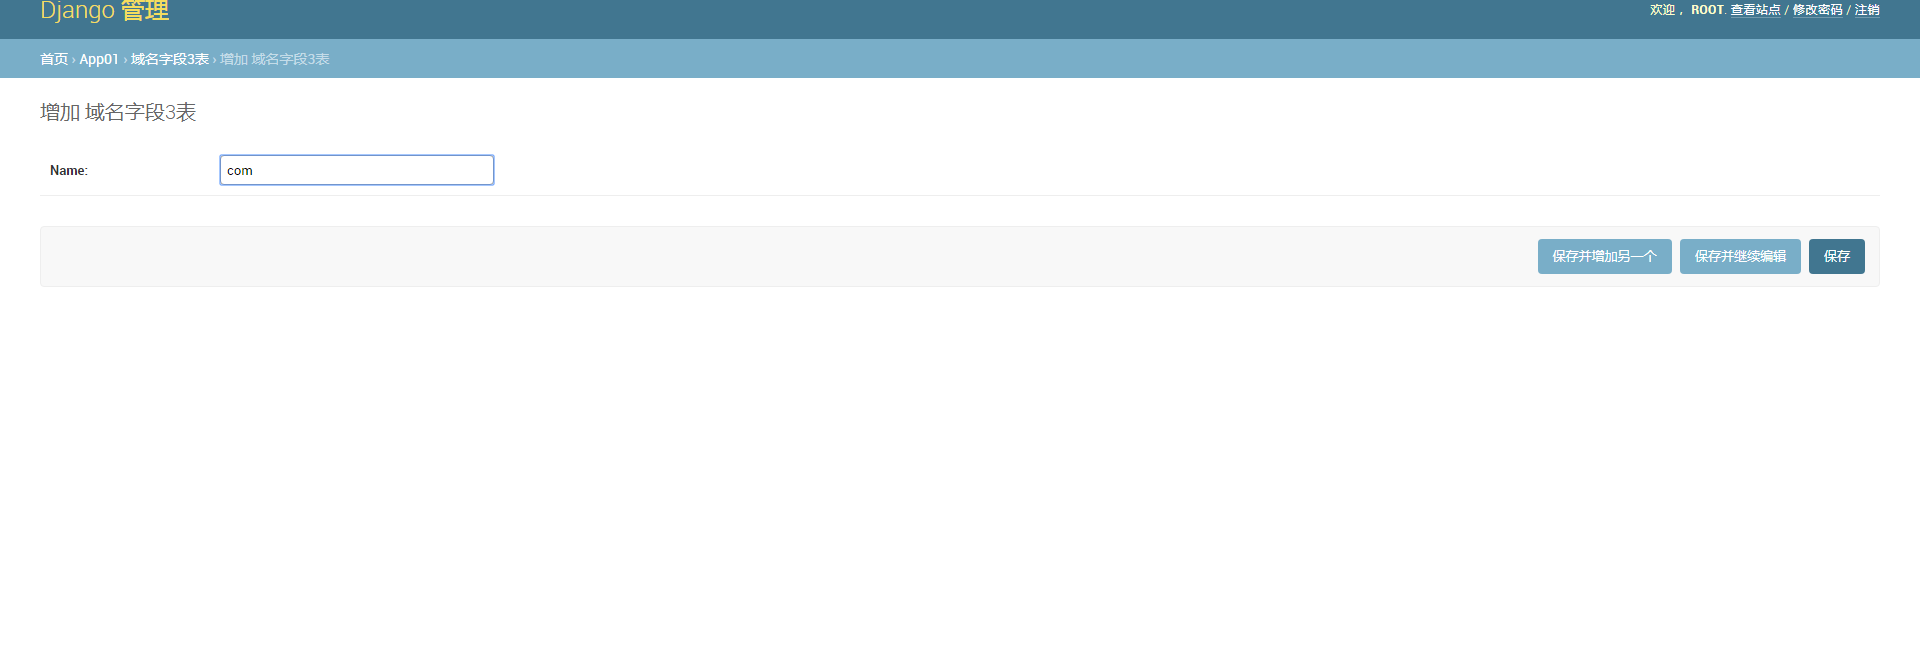 Django 管理
欢迎， ROOT. 查看站点 / 修改密码 / 注销
首页 › App01 › 域名字段3表 › 增加 域名字段3表
增加 域名字段3表
Name: com
保存并增加另一个 保存并继续编辑 保存